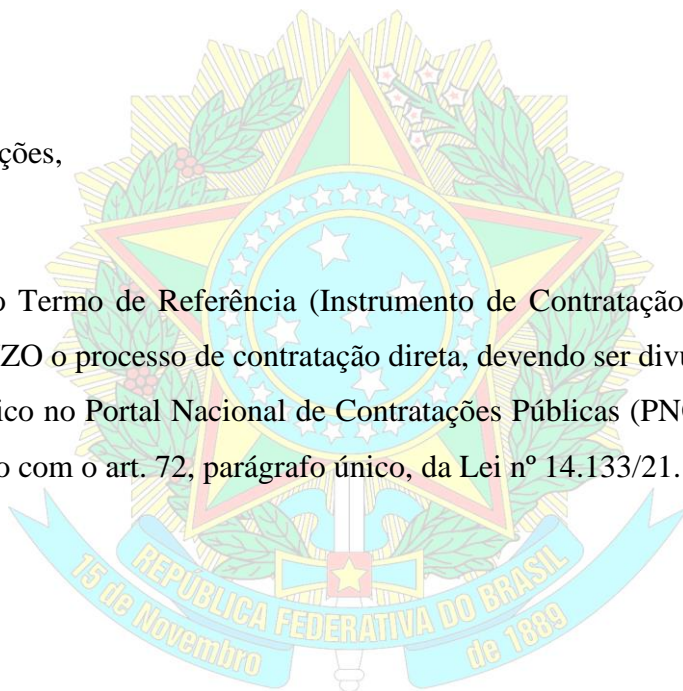 ções,
o Termo de Referência (Instrumento de Contratação
ZO o processo de contratação direta, devendo ser divu
ico no Portal Nacional de Contratações Públicas (PN
o com o art. 72, parágrafo único, da Lei nº 14.133/21.
REPÚBLICA FEDERATIVA DO BRASIL
15 de Novembro de 1889